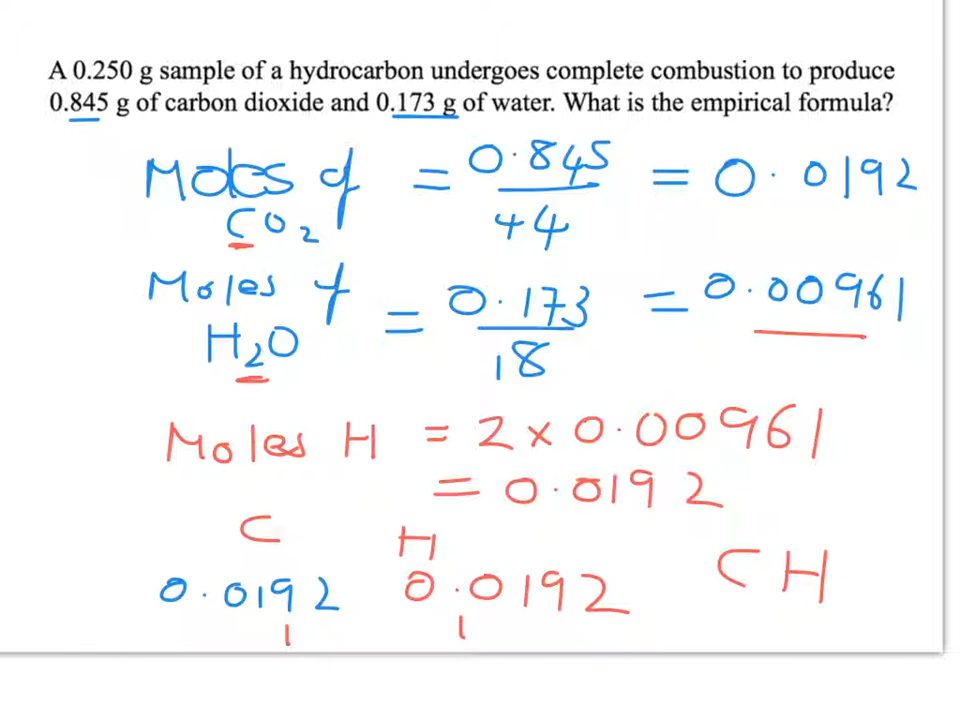 A 0.250 g sample of a hydrocarbon undergoes complete combustion to produce
0.845 g of carbon dioxide and 0.173 g of water. What is the empirical formula?
Moles of CO₂ = 0.845 / 44 = 0.0192
Moles of H₂O = 0.173 / 18 = 0.00961
Moles H = 2 × 0.00961
= 0.0192
C H
0.0192 0.0192 CH
1 1